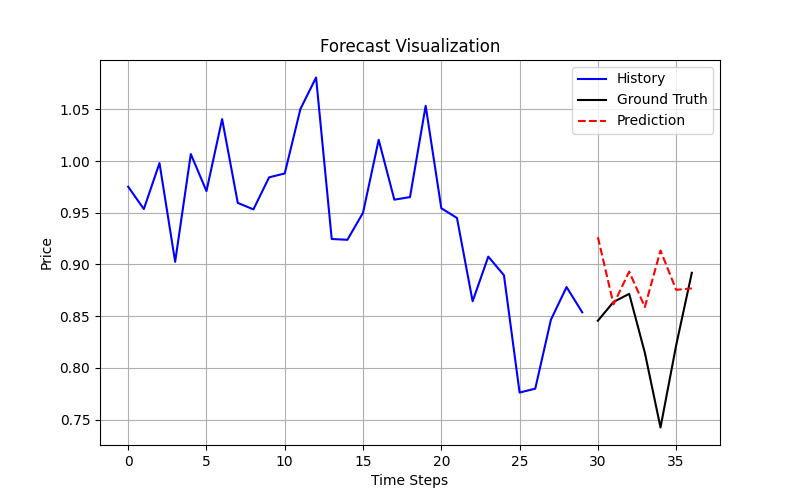 Forecast Visualization
History
Ground Truth
Prediction
Price
1.05
1.00
0.95
0.90
0.85
0.80
0.75
0 5 10 15 20 25 30 35
Time Steps